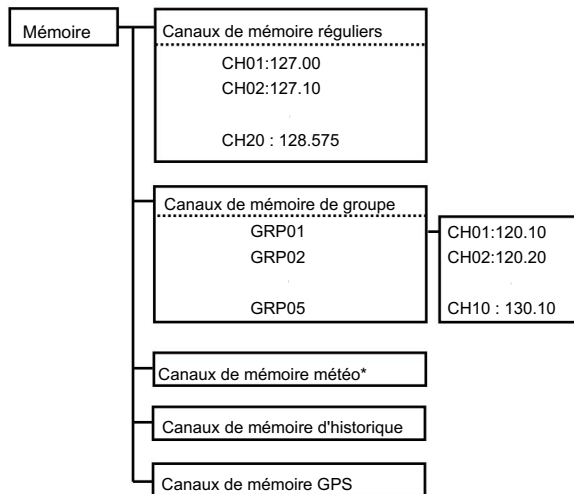 Mémoire
Canaux de mémoire réguliers
CH01:127.00
CH02:127.10
CH20 : 128.575
Canaux de mémoire de groupe
GRP01
GRP02
GRP05
CH01:120.10
CH02:120.20
CH10 : 130.10
Canaux de mémoire météo*
Canaux de mémoire d'historique
Canaux de mémoire GPS